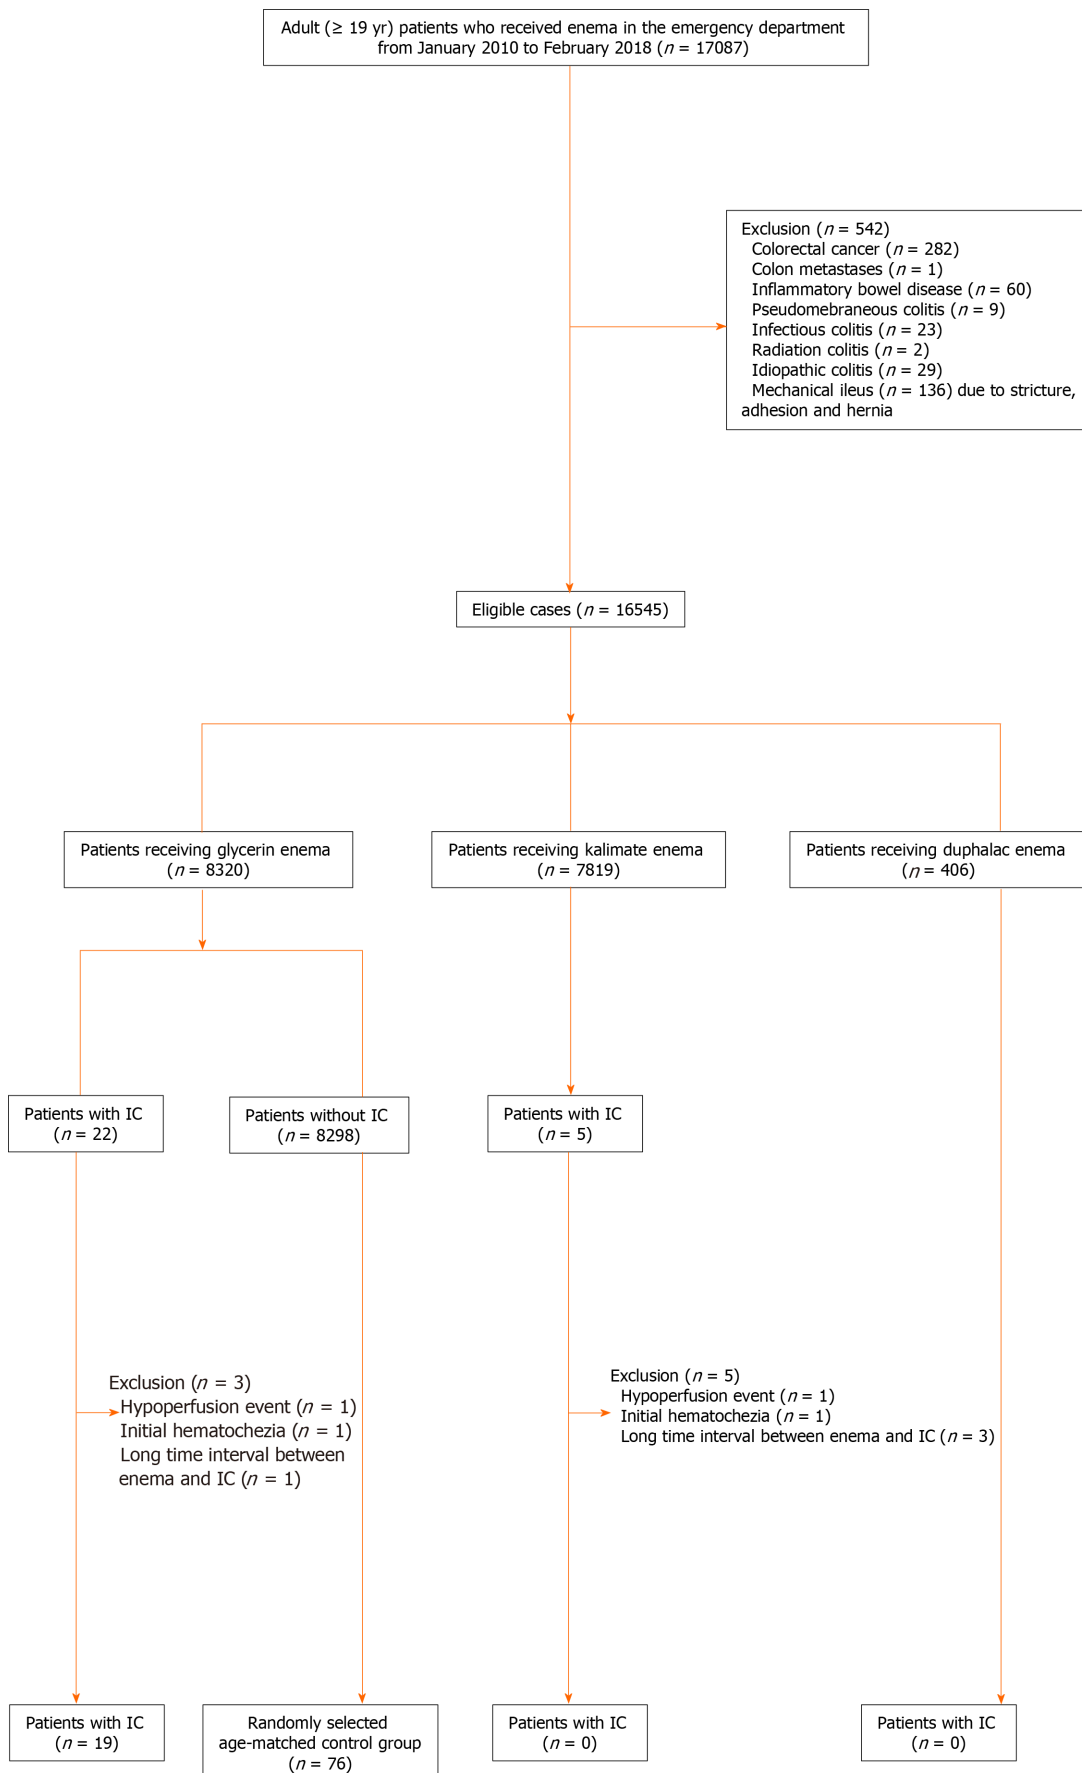 Adult (≥ 19 yr) patients who received enema in the emergency department
from January 2010 to February 2018 (n = 17087)
Exclusion (n = 542)
Colorectal cancer (n = 282)
Colon metastases (n = 1)
Inflammatory bowel disease (n = 60)
Pseudomebraneous colitis (n = 9)
Infectious colitis (n = 23)
Radiation colitis (n = 2)
Idiopathic colitis (n = 29)
Mechanical ileus (n = 136) due to stricture,
adhesion and hernia
Eligible cases (n = 16545)
Patients receiving glycerin enema
(n = 8320)
Patients receiving kalimate enema
(n = 7819)
Patients receiving duphalac enema
(n = 406)
Patients with IC
(n = 22)
Patients without IC
(n = 8298)
Patients with IC
(n = 5)
Exclusion (n = 3)
Hypoperfusion event (n = 1)
Initial hematochezia (n = 1)
Long time interval between
enema and IC (n = 1)
Exclusion (n = 5)
Hypoperfusion event (n = 1)
Initial hematochezia (n = 1)
Long time interval between enema and IC (n = 3)
Patients with IC
(n = 19)
Randomly selected
age-matched control group
(n = 76)
Patients with IC
(n = 0)
Patients with IC
(n = 0)